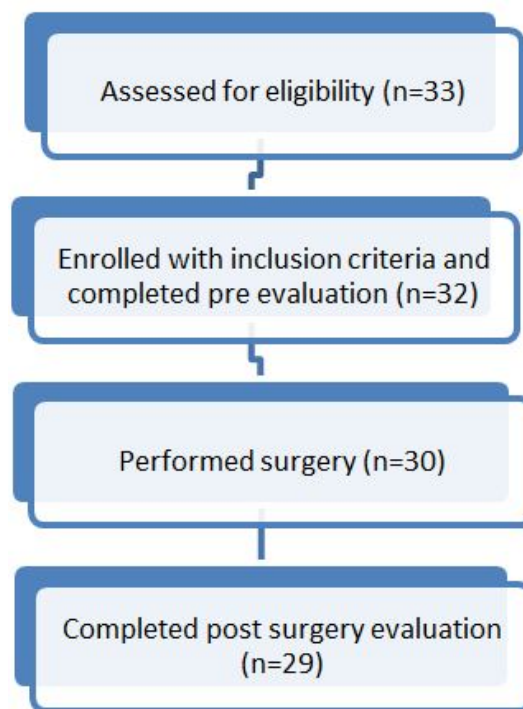 Assessed for eligibility (n=33)
Enrolled with inclusion criteria and
completed pre evaluation (n=32)
Performed surgery (n=30)
Completed post surgery evaluation
(n=29)